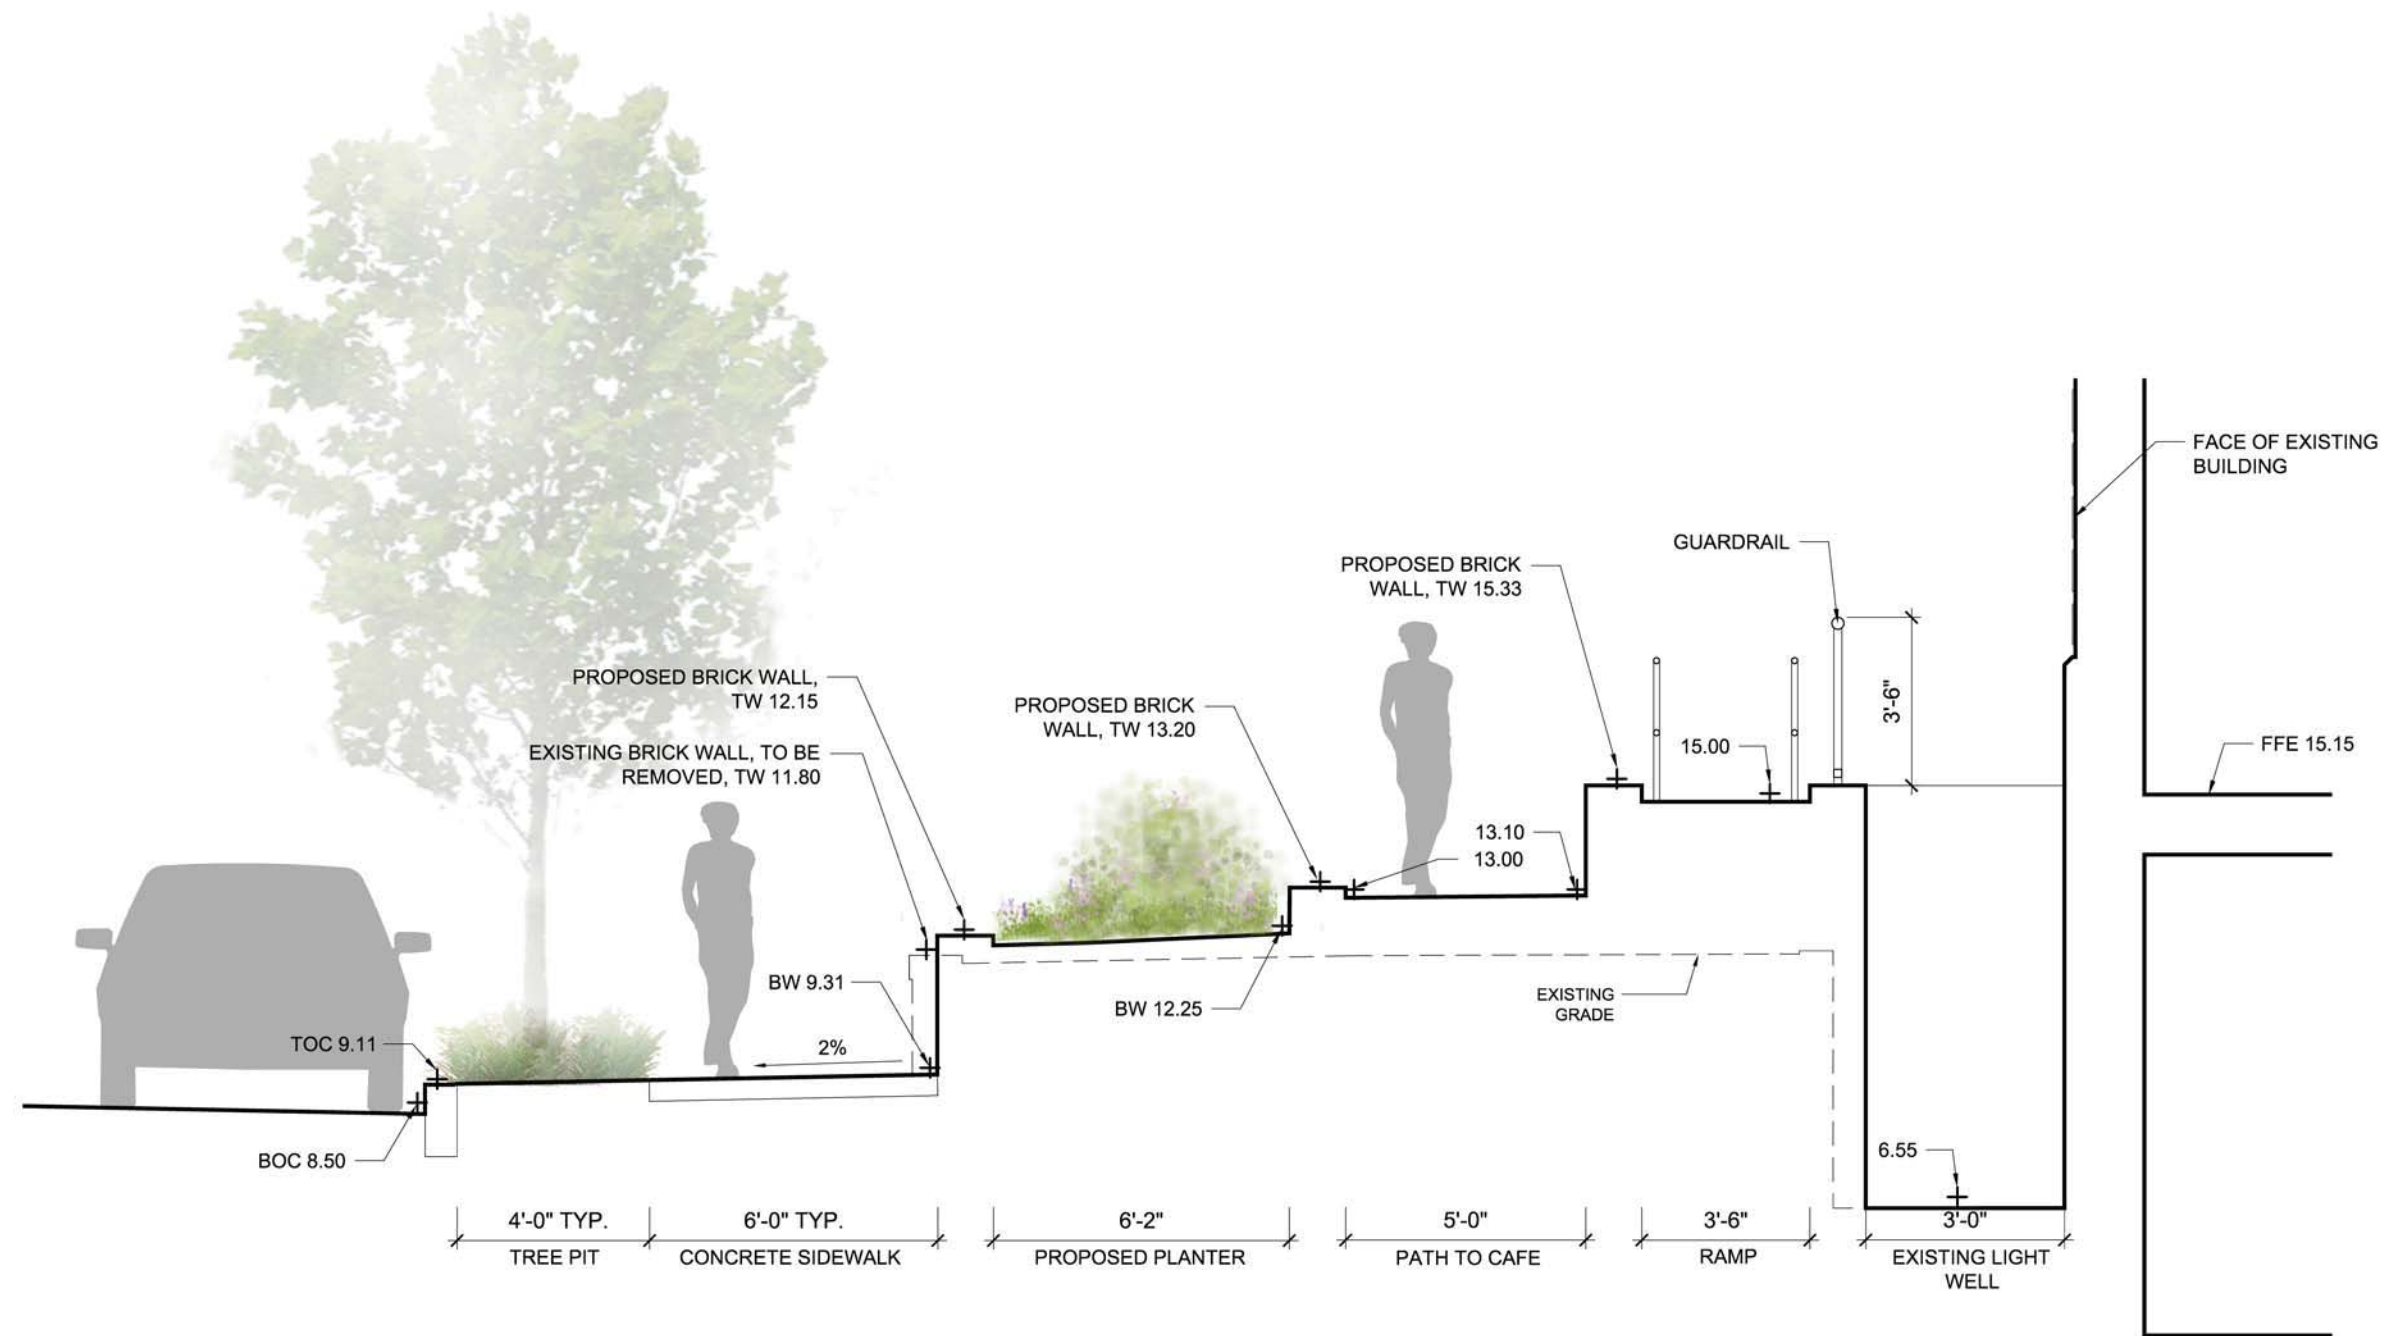 FACE OF EXISTING
BUILDING
GUARDRAIL
PROPOSED BRICK
WALL, TW 15.33
3'-6"
PROPOSED BRICK WALL,
TW 12.15
PROPOSED BRICK
WALL, TW 13.20
EXISTING BRICK WALL, TO BE
REMOVED, TW 11.80
15.00
FFE 15.15
13.10
13.00
BW 9.31
BW 12.25
EXISTING
GRADE
TOC 9.11
2%
BOC 8.50
6.55
4'-0" TYP.
TREE PIT
6'-0" TYP.
CONCRETE SIDEWALK
6'-2"
PROPOSED PLANTER
5'-0"
PATH TO CAFE
3'-6"
RAMP
3'-0"
EXISTING LIGHT
WELL